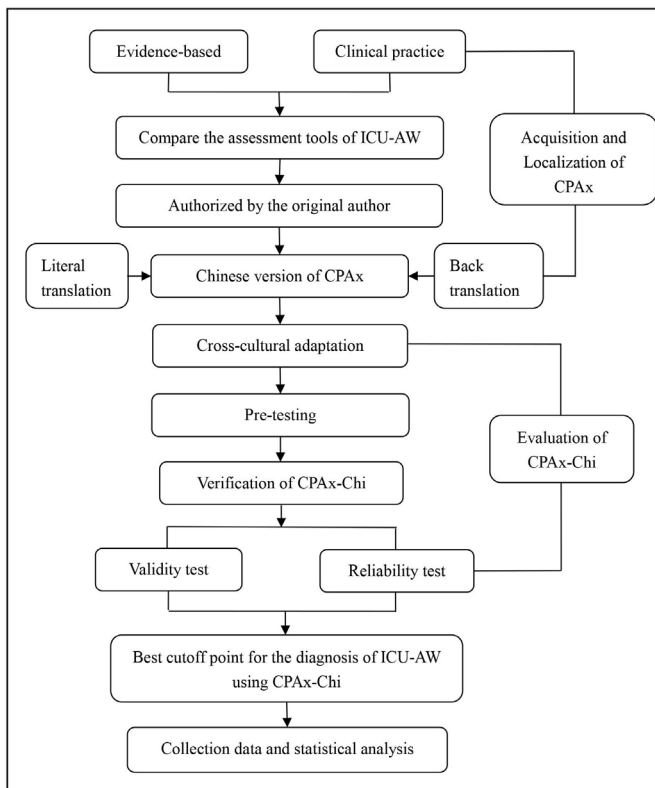 Evidence-based
Clinical practice
Compare the assessment tools of ICU-AW
Acquisition and
Localization of
CPAx
Authorized by the original author
Literal
translation
Chinese version of CPAx
Back
translation
Cross-cultural adaptation
Pre-testing
Evaluation of
CPAx-Chi
Verification of CPAx-Chi
Validity test
Reliability test
Best cutoff point for the diagnosis of ICU-AW
using CPAx-Chi
Collection data and statistical analysis